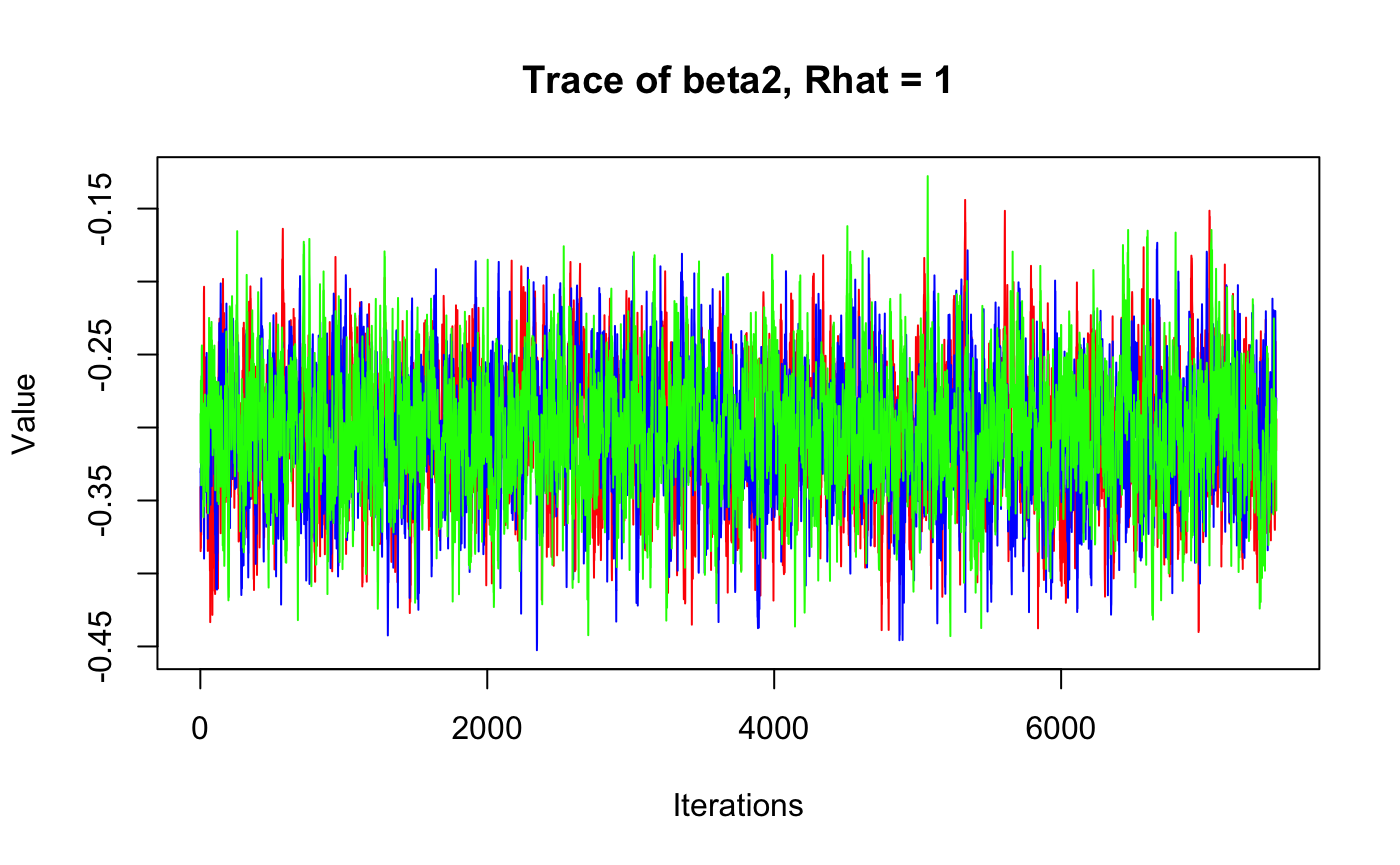 Trace of beta2, Rhat = 1
Value
-0.15
-0.25
-0.35
-0.45
0 2000 4000 6000
Iterations